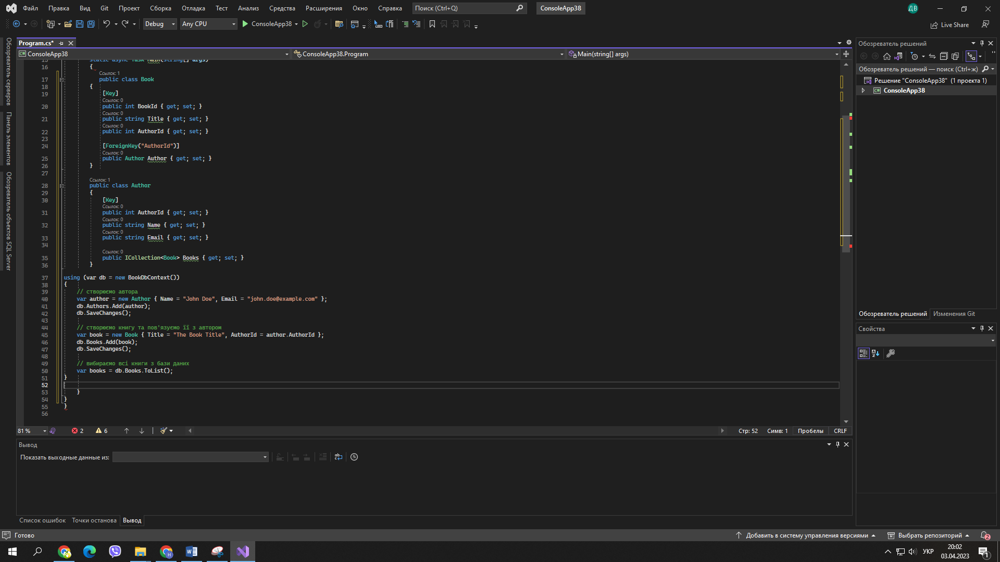 Файл Правка Вид Git Проект Сборка Отладка Тест Анализ Средства Расширения Окно Справка Поиск (Ctrl+Q) ConsoleApp38 ДВ
Debug Any CPU ConsoleApp38 Live Share
Program.cs*
ConsoleApp38 ConsoleApp38.Program Main(string[] args)
15 static async Task Main(string[] args)
16 {
Ссылок: 1
17 public class Book
18 {
19 [Key]
Ссылок: 0
20 public int BookId { get; set; }
Ссылок: 0
21 public string Title { get; set; }
Ссылок: 0
22 public int AuthorId { get; set; }
23
24 [ForeignKey("AuthorId")]
Ссылок: 0
25 public Author Author { get; set; }
26 }
27
Ссылок: 1
28 public class Author
29 {
30 [Key]
Ссылок: 0
31 public int AuthorId { get; set; }
Ссылок: 0
32 public string Name { get; set; }
Ссылок: 0
33 public string Email { get; set; }
34
Ссылок: 0
35 public ICollection<Book> Books { get; set; }
36 }
37 using (var db = new BookDbContext())
38 {
39 // створюємо автора
40 var author = new Author { Name = "John Doe", Email = "john.doe@example.com" };
41 db.Authors.Add(author);
42 db.SaveChanges();
43
44 // створюємо книгу та пов'язуємо її з автором
45 var book = new Book { Title = "The Book Title", AuthorId = author.AuthorId };
46 db.Books.Add(book);
47 db.SaveChanges();
48
49 // вибираємо всі книги з бази даних
50 var books = db.Books.ToList();
51 }
52
53 }
54 }
55 }
56
81 % 2 6 Стр: 52 Симв: 1 Пробелы CRLF
Вывод
Показать выходные данные из:
Список ошибок Точки останова Вывод
Обозреватель серверов
Панель элементов
Обозреватель объектов SQL Server
Обозреватель решений
Обозреватель решений — поиск (Ctrl+ж)
Решение "ConsoleApp38" (1 проекта 1)
ConsoleApp38
Обозреватель решений Изменения Git
Свойства
Готово Добавить в систему управления версиями Выбрать репозиторий 2
УКР 20:02
03.04.2023
1